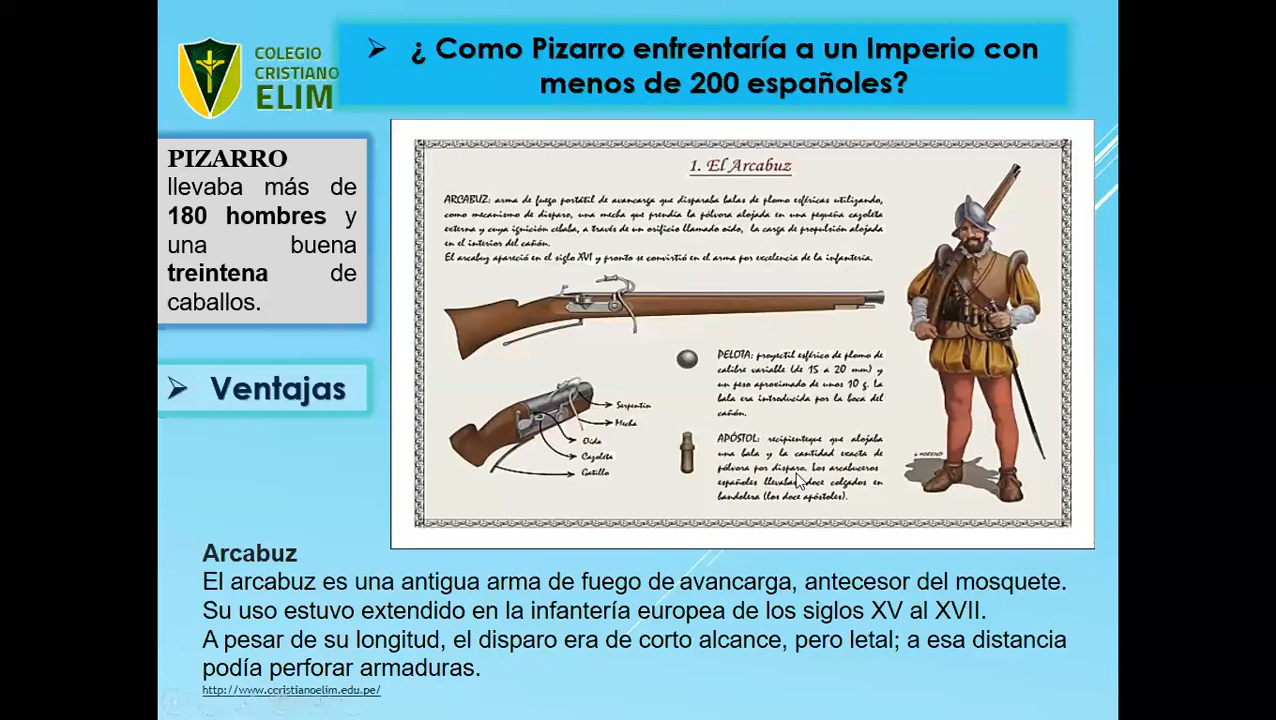 COLEGIO
CRISTIANO
ELIM
➢ ¿ Como Pizarro enfrentaría a un Imperio con
menos de 200 españoles?
PIZARRO
llevaba más de
180 hombres y
una buena
treintena de
caballos.
➢ Ventajas
1. El Arcabuz
ARCABUZ: arma de fuego portátil de avancarga que disparaba balas de plomo esféricas utilizando,
como mecanismo de disparo, una mecha que prendía la pólvora alojada en una pequeña cazoleta
externa y cuya ignición cebaba, a través de un orificio llamado oído, la carga de propulsión alojada
en el interior del cañón.
El arcabuz apareció en el siglo XVI y pronto se convirtió en el arma por excelencia de la infantería.
PELOTA: proyectil esférico de plomo de
calibre variable (de 15 a 20 mm) y
un peso aproximado de unos 10 g. La
bala era introducida por la boca del
cañón.
Serpentín
Mecha
Oído
Cazoleta
Gatillo
APÓSTOL: recipienteque que alojaba
una bala y la cantidad exacta de
pólvora por disparo. Los arcabuceros
españoles llevaban doce colgados en
bandolera (los doce apóstoles).
Arcabuz
El arcabuz es una antigua arma de fuego de avancarga, antecesor del mosquete.
Su uso estuvo extendido en la infantería europea de los siglos XV al XVII.
A pesar de su longitud, el disparo era de corto alcance, pero letal; a esa distancia
podía perforar armaduras.
http://www.ccristianoelim.edu.pe/